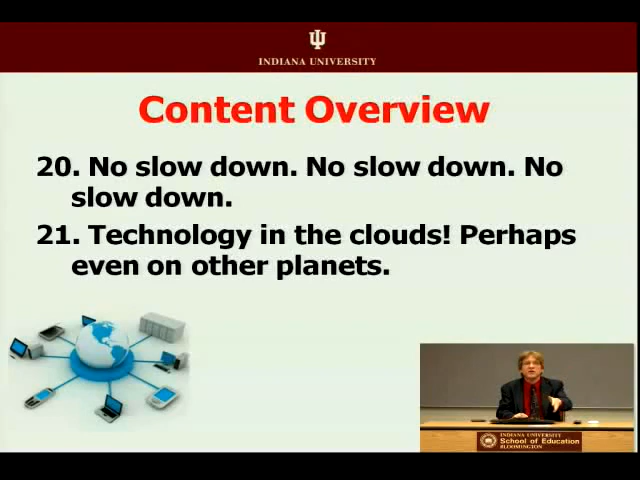 INDIANA UNIVERSITY
Content Overview
20. No slow down. No slow down. No
slow down.
21. Technology in the clouds! Perhaps
even on other planets.
INDIANA UNIVERSITY
School of Education
BLOOMINGTON